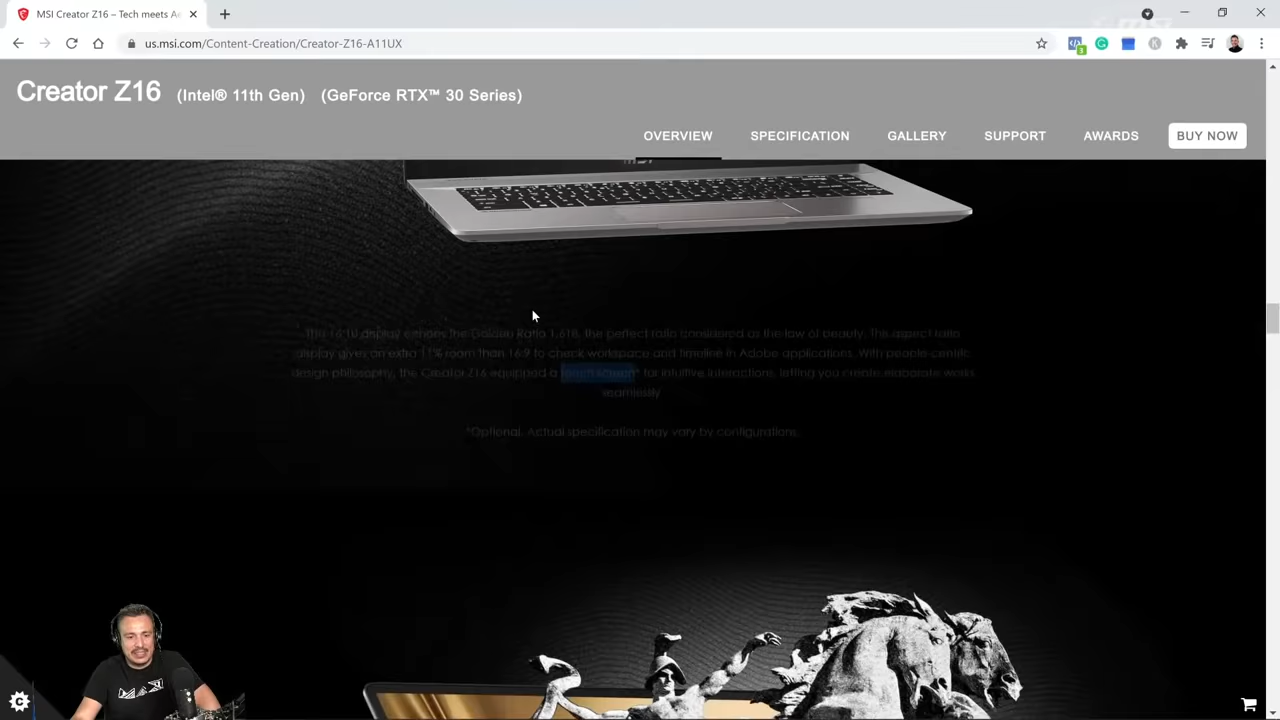 MSI Creator Z16 – Tech meets Ae
us.msi.com/Content-Creation/Creator-Z16-A11UX
3
Creator Z16 (Intel® 11th Gen) (GeForce RTX™ 30 Series)
OVERVIEW SPECIFICATION GALLERY SUPPORT AWARDS BUY NOW
The 16:10 display echoes the Golden Ratio 1.618, the perfect ratio considered as the law of beauty. The aspect ratio
display gives an extra 11% room than 16:9 to check workspace and timeline in Adobe applications. With people-centric
design philosophy, the Creator Z16 equipped a touch screen* for intuitive interactions, letting you create elaborate works
seamlessly
*Optional. Actual specification may vary by configurations.